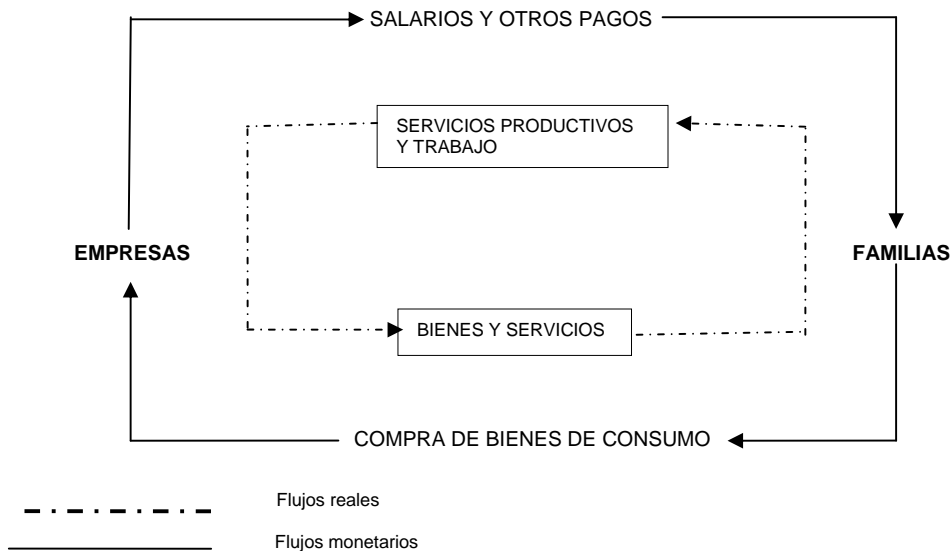 SALARIOS Y OTROS PAGOS
SERVICIOS PRODUCTIVOS
Y TRABAJO
EMPRESAS
FAMILIAS
BIENES Y SERVICIOS
COMPRA DE BIENES DE CONSUMO
Flujos reales
Flujos monetarios